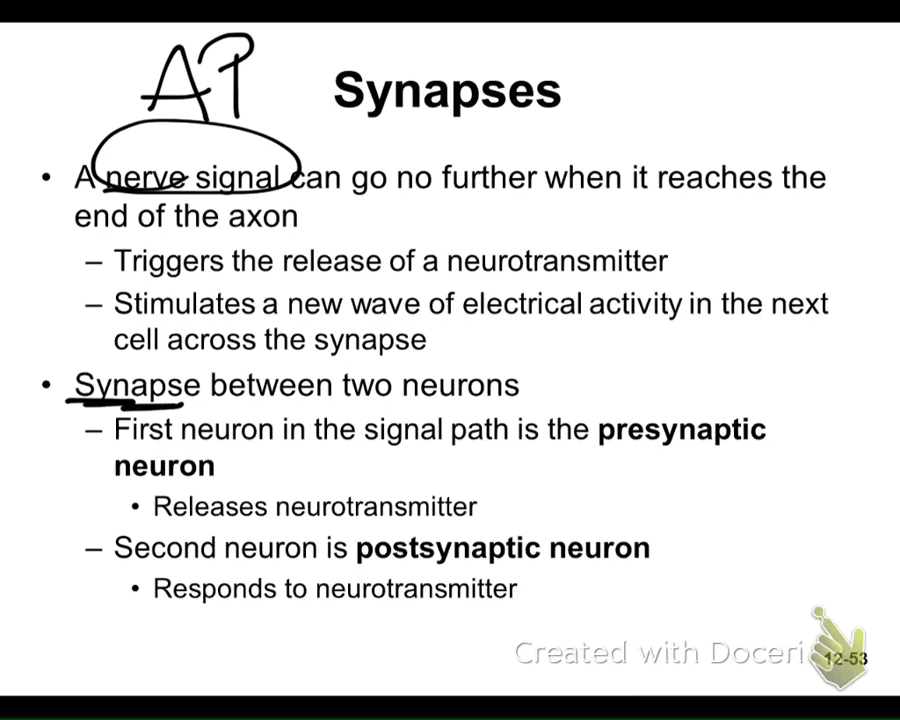 AP
Synapses
• A nerve signal can go no further when it reaches the
end of the axon
– Triggers the release of a neurotransmitter
– Stimulates a new wave of electrical activity in the next
cell across the synapse
• Synapse between two neurons
– First neuron in the signal path is the presynaptic
neuron
• Releases neurotransmitter
– Second neuron is postsynaptic neuron
• Responds to neurotransmitter
Created with Doceri
12-53